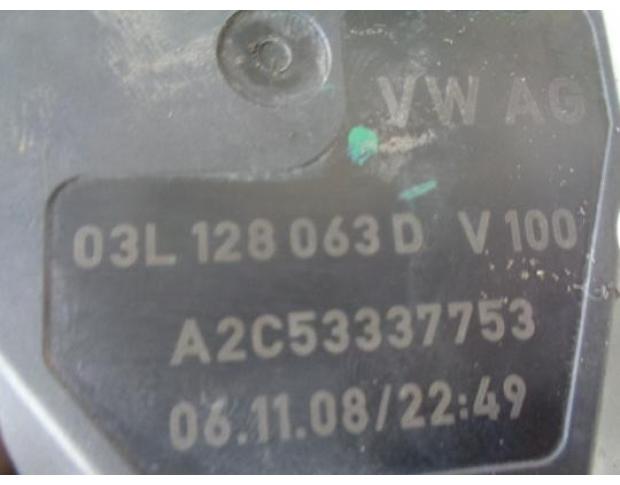 VW AG
03L 128 063 D V 100
A2C53337753
06.11.08/22:49